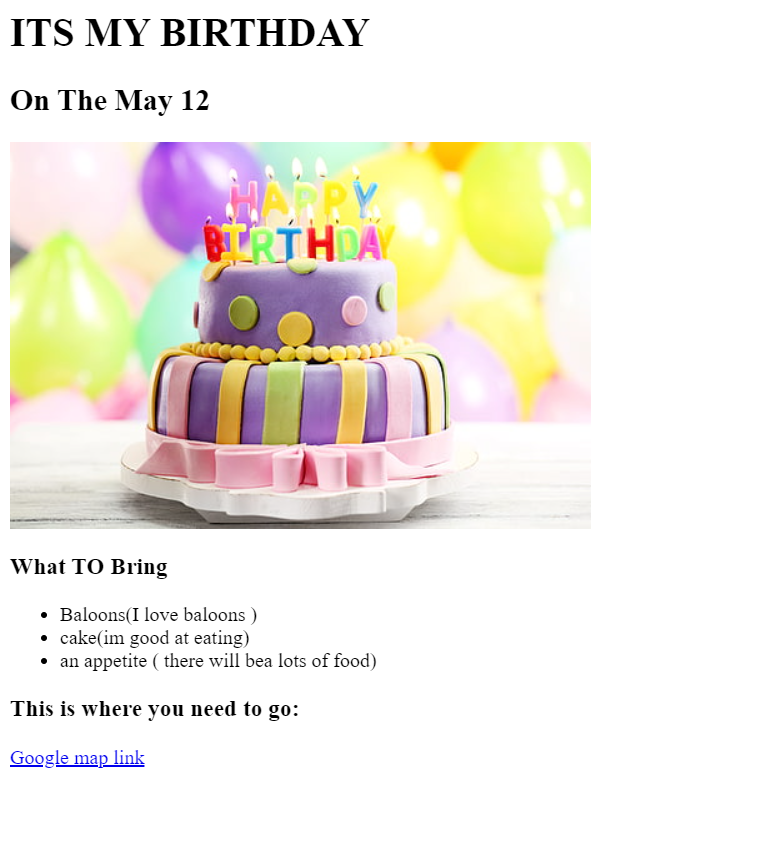 ITS MY BIRTHDAY
On The May 12
HAPPY
BIRTHDAY
What TO Bring
Baloons(I love baloons )
cake(im good at eating)
an appetite ( there will bea lots of food)
This is where you need to go:
Google map link